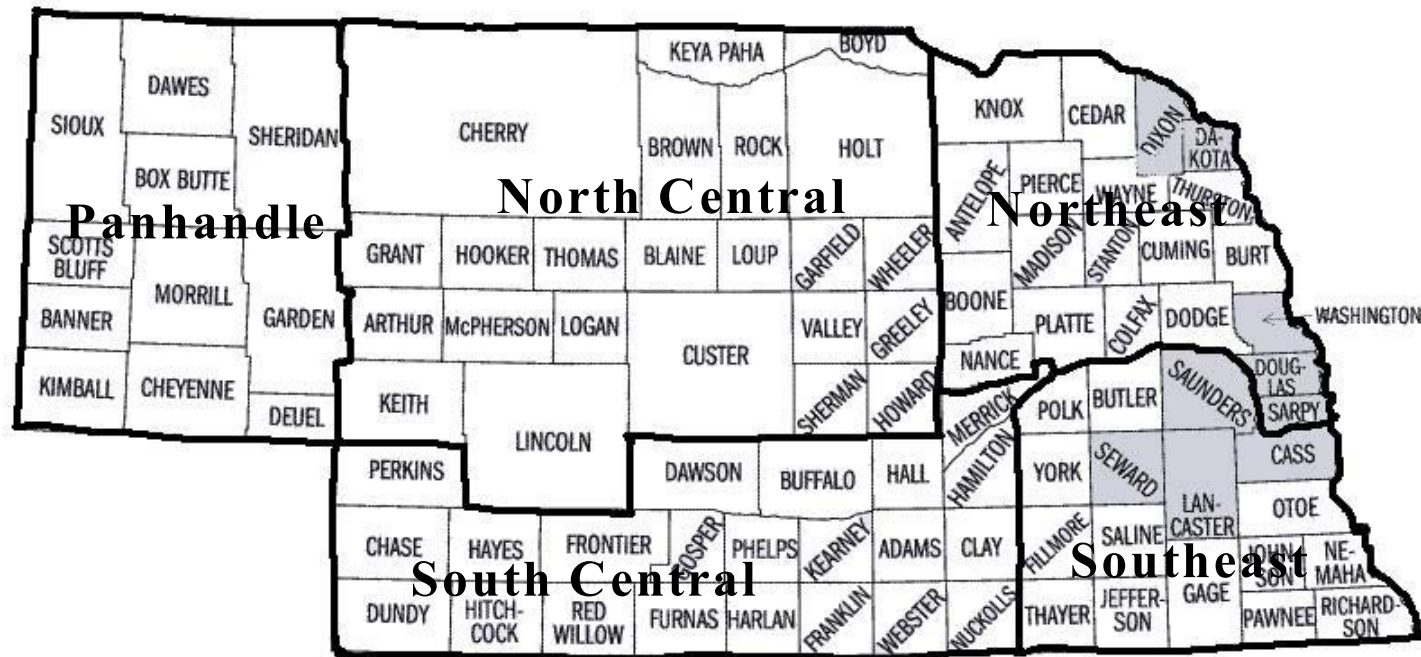 KEYA PAHA
BOYD
DAWES
SIOUX
SHERIDAN
CHERRY
BROWN
ROCK
HOLT
KNOX
CEDAR
DIXON
DA-
KOTA
BOX BUTTE
North Central
ANTELOPE
PIERCE
WAYNE
THURSTON
Panhandle
Northeast
SCOTTS
BLUFF
GRANT
HOOKER
THOMAS
BLAINE
LOUP
GARFIELD
WHEELER
MADISON
STANTON
CUMING
BURT
MORRILL
BANNER
GARDEN
ARTHUR
McPHERSON
LOGAN
CUSTER
VALLEY
GREELEY
BOONE
PLATTE
COLFAX
DODGE
WASHINGTON
NANCE
KIMBALL
CHEYENNE
DEUEL
KEITH
LINCOLN
SHERMAN
HOWARD
MERRICK
POLK
BUTLER
SAUNDERS
DOUG-
LAS
SARPY
PERKINS
DAWSON
BUFFALO
HALL
HAMILTON
YORK
SEWARD
CASS
LAN-
CASTER
OTOE
CHASE
HAYES
FRONTIER
GOSPER
PHELPS
KEARNEY
ADAMS
CLAY
FILLMORE
SALINE
JOHN-
SON
NE-
MAHA
South Central
Southeast
DUNDY
HITCH-
COCK
RED
WILLOW
FURNAS
HARLAN
FRANKLIN
WEBSTER
NUCKOLLS
THAYER
JEFFER-
SON
GAGE
PAWNEE
RICHARD-
SON